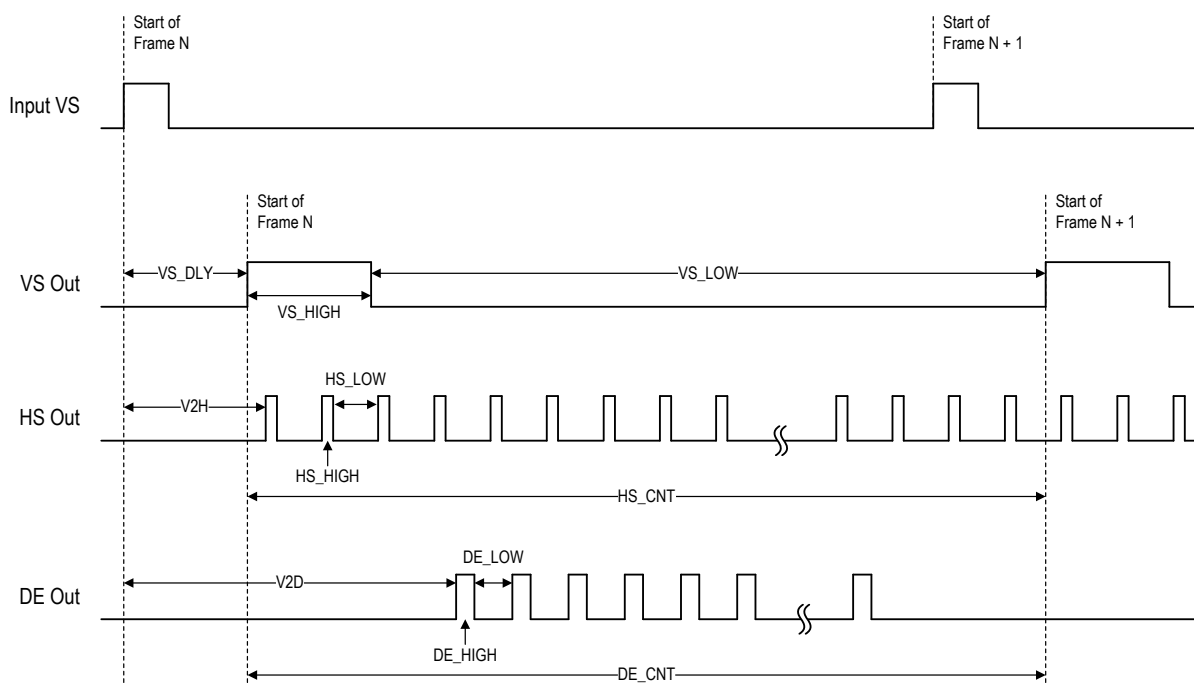 Start of
Frame N
Start of
Frame N + 1
Input VS
Start of
Frame N
Start of
Frame N + 1
VS_DLY
VS_LOW
VS Out
VS_HIGH
HS_LOW
V2H
HS Out
HS_HIGH
HS_CNT
DE_LOW
V2D
DE Out
DE_HIGH
DE_CNT